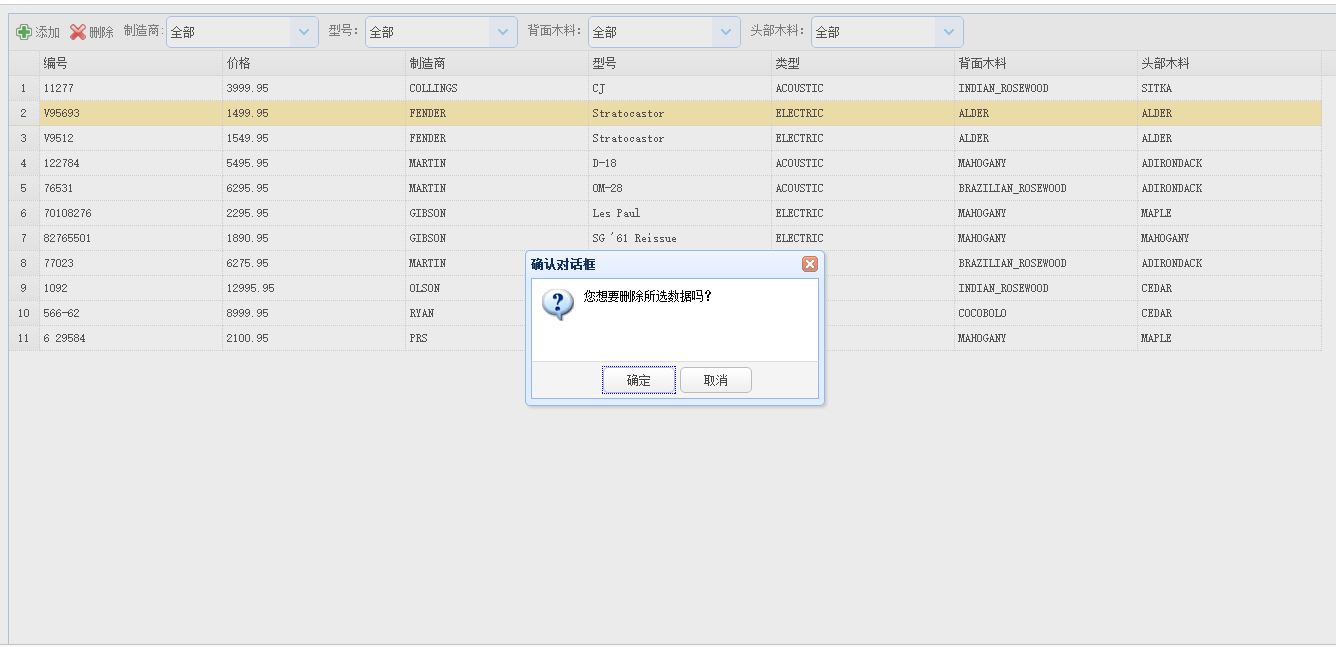 添加 删除 制造商: 全部 型号: 全部 背面木料: 全部 头部木料: 全部
编号 价格 制造商 型号 类型 背面木料 头部木料
1 11277 3999.95 COLLINGS CJ ACOUSTIC INDIAN_ROSEWOOD SITKA
2 V95693 1499.95 FENDER Stratocastor ELECTRIC ALDER ALDER
3 V9512 1549.95 FENDER Stratocastor ELECTRIC ALDER ALDER
4 122784 5495.95 MARTIN D-18 ACOUSTIC MAHOGANY ADIRONDACK
5 76531 6295.95 MARTIN OM-28 ACOUSTIC BRAZILIAN_ROSEWOOD ADIRONDACK
6 70108276 2295.95 GIBSON Les Paul ELECTRIC MAHOGANY MAPLE
7 82765501 1890.95 GIBSON SG '61 Reissue ELECTRIC MAHOGANY MAHOGANY
8 77023 6275.95 MARTIN BRAZILIAN_ROSEWOOD ADIRONDACK
9 1092 12995.95 OLSON INDIAN_ROSEWOOD CEDAR
10 566-62 8999.95 RYAN COCOBOLO CEDAR
11 6 29584 2100.95 PRS MAHOGANY MAPLE
确认对话框
您想要删除所选数据吗?
确定 取消